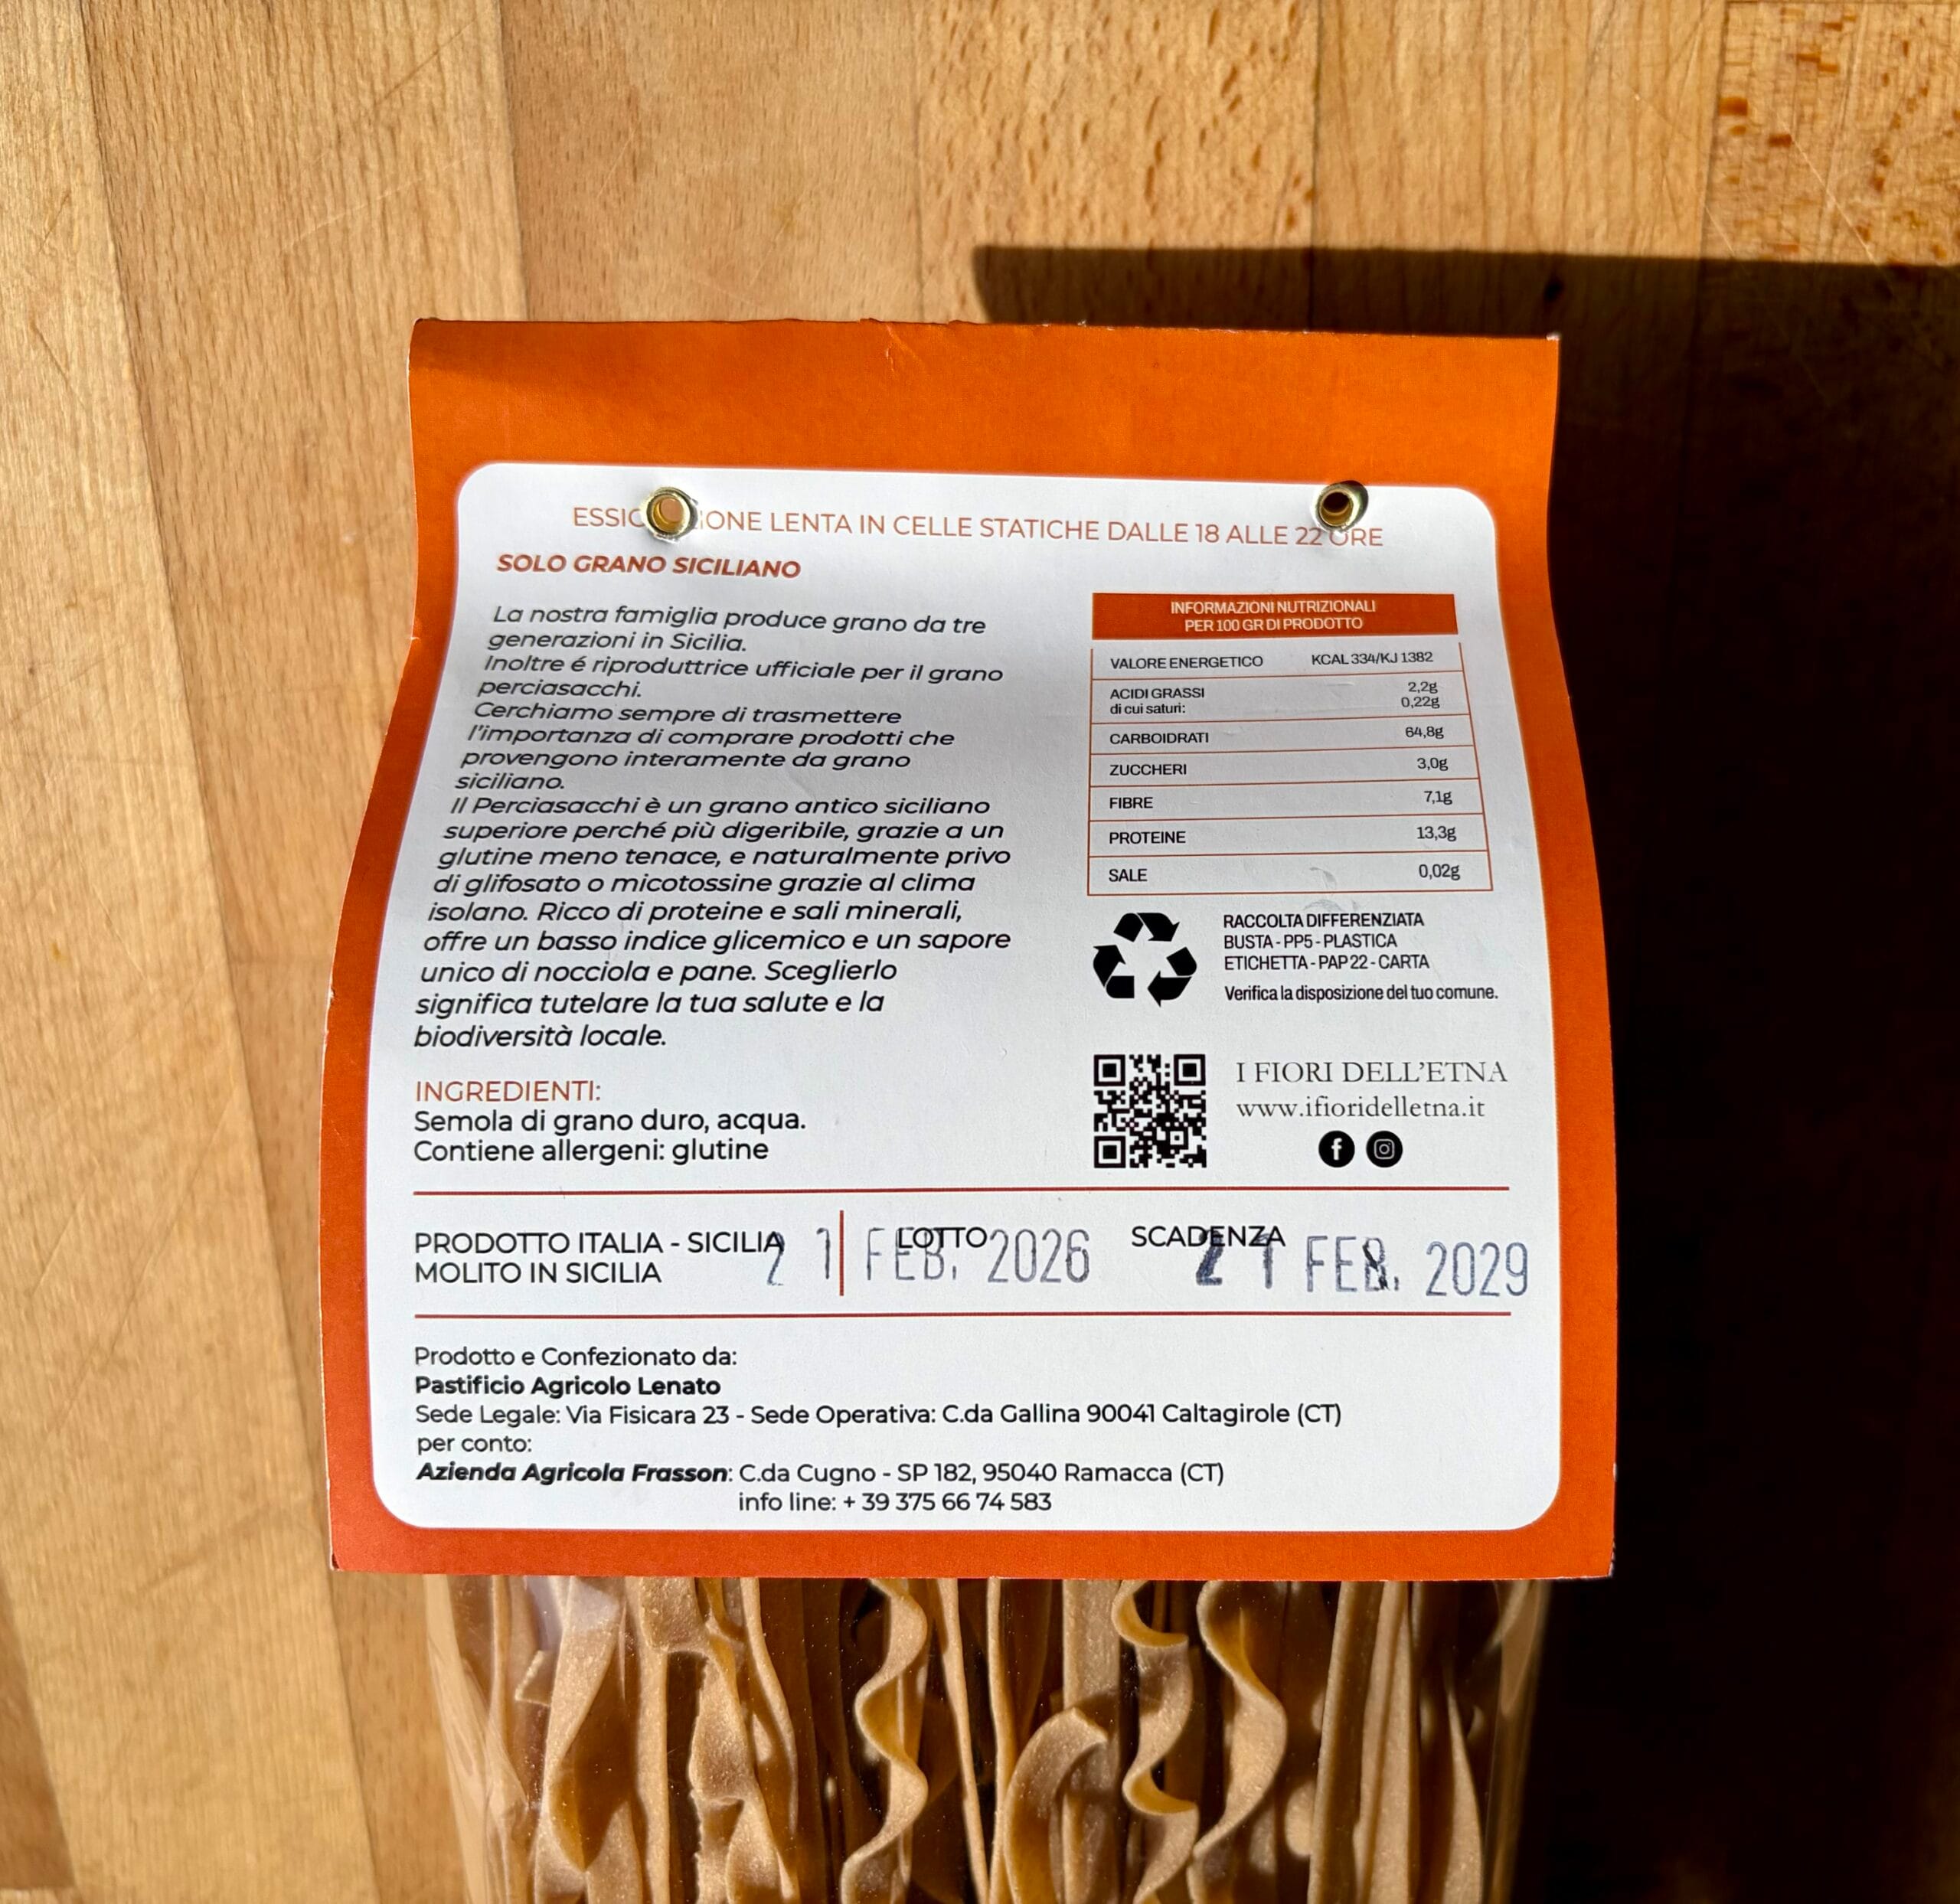 ESSICAZIONE LENTA IN CELLE STATICHE DALLE 18 ALLE 22 ORE
SOLO GRANO SICILIANO
La nostra famiglia produce grano da tre
generazioni in Sicilia.
Inoltre é riproduttrice ufficiale per il grano
perciasacchi.
Cerchiamo sempre di trasmettere
l'importanza di comprare prodotti che
provengono interamente da grano
siciliano.
Il Perciasacchi è un grano antico siciliano
superiore perché più digeribile, grazie a un
glutine meno tenace, e naturalmente privo
di glifosato o micotossine grazie al clima
isolano. Ricco di proteine e sali minerali,
offre un basso indice glicemico e un sapore
unico di nocciola e pane. Sceglierlo
significa tutelare la tua salute e la
biodiversità locale.
INGREDIENTI:
Semola di grano duro, acqua.
Contiene allergeni: glutine
INFORMAZIONI NUTRIZIONALI
PER 100 GR DI PRODOTTO
VALORE ENERGETICO KCAL 334/KJ 1382
ACIDI GRASSI 2,2g
di cui saturi: 0,22g
CARBOIDRATI 64,8g
ZUCCHERI 3,0g
FIBRE 7,1g
PROTEINE 13,3g
SALE 0,02g
RACCOLTA DIFFERENZIATA
BUSTA - PP5 - PLASTICA
ETICHETTA - PAP 22 - CARTA
Verifica la disposizione del tuo comune.
I FIORI DELL'ETNA
www.ifioridelletna.it
PRODOTTO ITALIA - SICILIA
MOLITO IN SICILIA
LOTTO
21 FEB. 2026
SCADENZA
21 FEB. 2029
Prodotto e Confezionato da:
Pastificio Agricolo Lenato
Sede Legale: Via Fisicara 23 - Sede Operativa: C.da Gallina 90041 Caltagirole (CT)
per conto:
Azienda Agricola Frasson: C.da Cugno - SP 182, 95040 Ramacca (CT)
info line: + 39 375 66 74 583